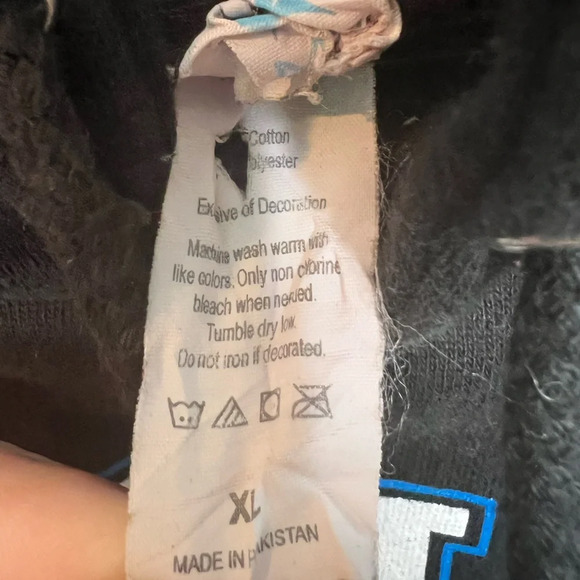 Cotton
Polyester
Exclusive of Decoration
Machine wash warm with
like colors. Only non chlorine
bleach when needed.
Tumble dry low.
Do not iron if decorated.
XL
MADE IN PAKISTAN